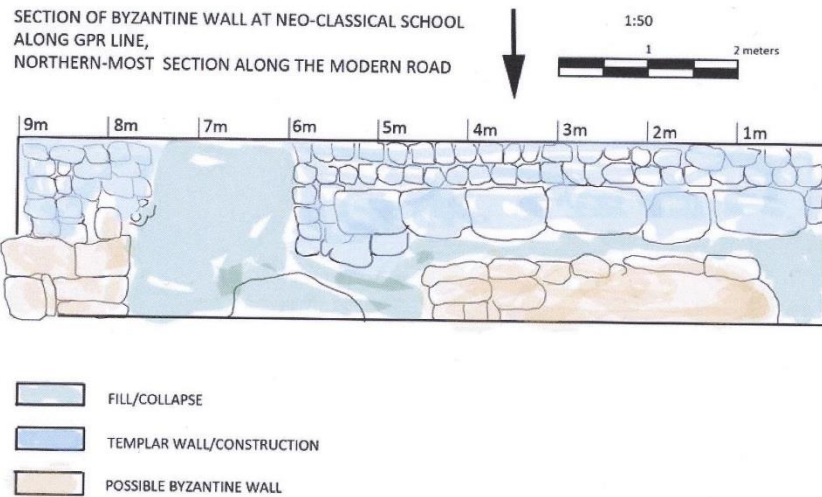 SECTION OF BYZANTINE WALL AT NEO-CLASSICAL SCHOOL
ALONG GPR LINE,
NORTHERN-MOST SECTION ALONG THE MODERN ROAD
1:50
1 2 meters
9m 8m 7m 6m 5m 4m 3m 2m 1m
FILL/COLLAPSE
TEMPLAR WALL/CONSTRUCTION
POSSIBLE BYZANTINE WALL